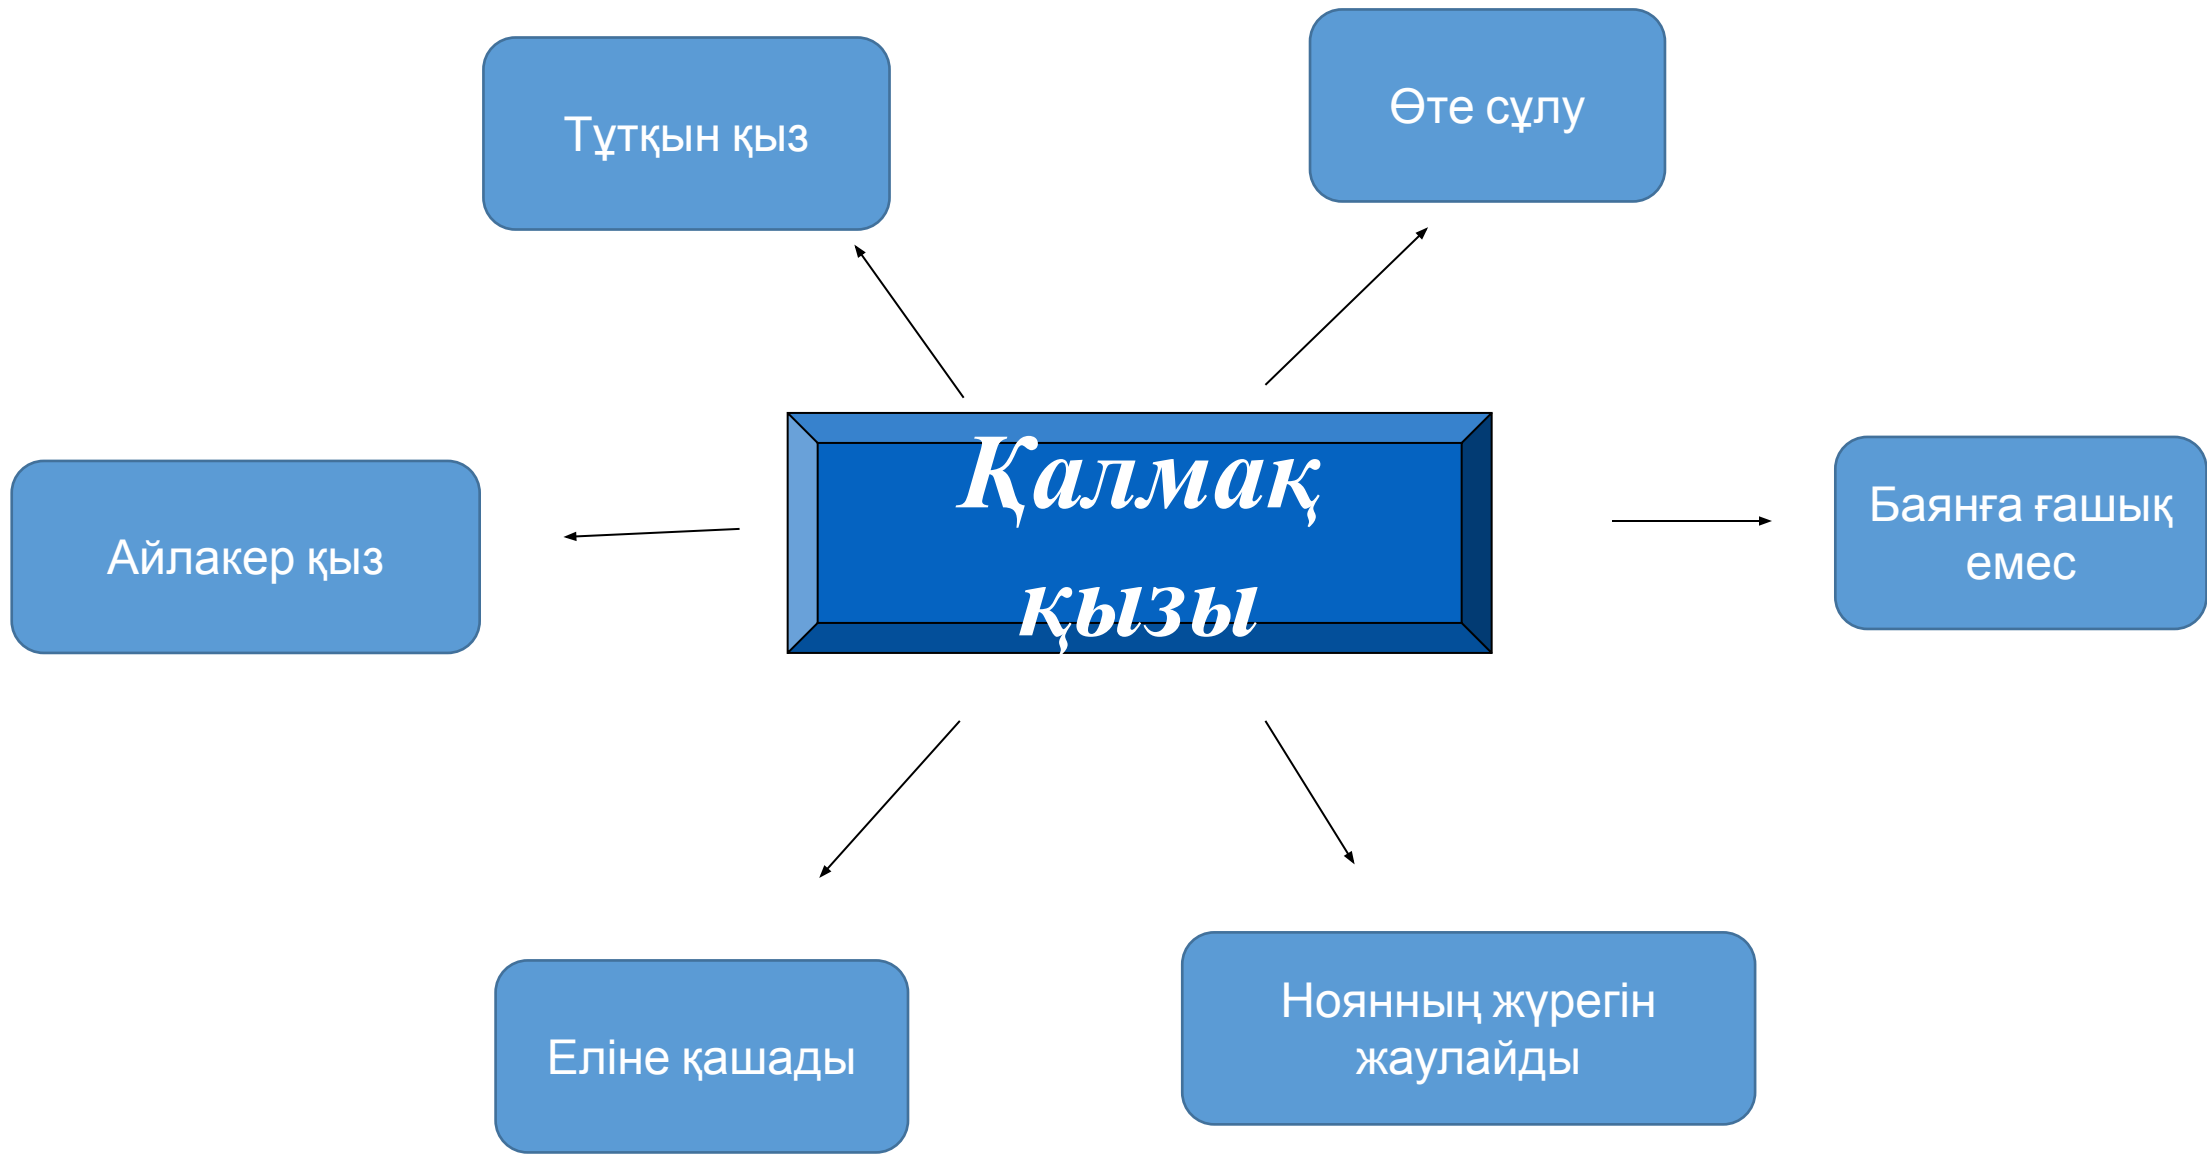 Тұтқын қыз
Өте сұлу
Қалмақ
қызы
Айлакер қыз
Баянға ғашық
емес
Еліне қашады
Ноянның жүрегін
жаулайды